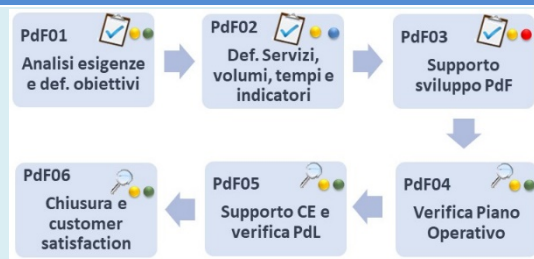 PdF01
Analisi esigenze
e def. obiettivi
PdF02
Def. Servizi,
volumi, tempi e
indicatori
PdF03
Supporto
sviluppo PdF
PdF04
Verifica Piano
Operativo
PdF05
Supporto CE e
verifica PdL
PdF06
Chiusura e
customer
satisfaction